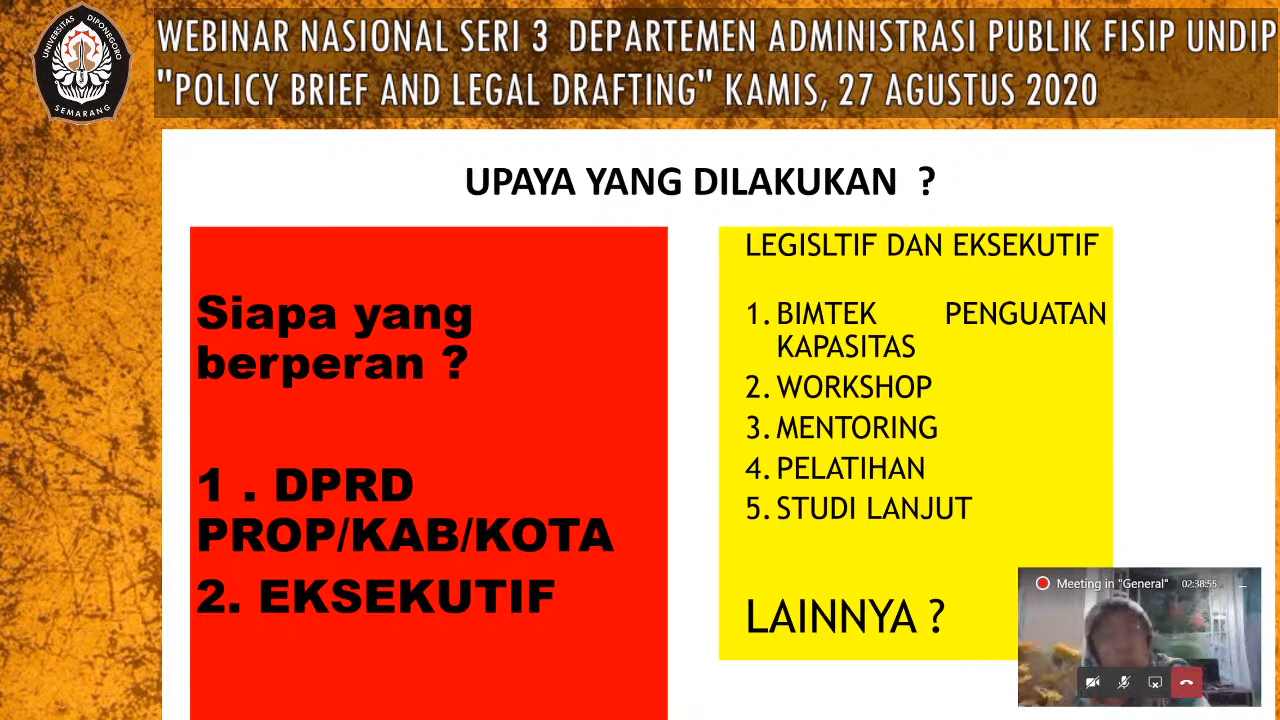 UNIVERSITAS DIPONEGORO
SEMARANG
WEBINAR NASIONAL SERI 3 DEPARTEMEN ADMINISTRASI PUBLIK FISIP UNDIP
"POLICY BRIEF AND LEGAL DRAFTING" KAMIS, 27 AGUSTUS 2020
UPAYA YANG DILAKUKAN ?
Siapa yang
berperan ?
1 . DPRD
PROP/KAB/KOTA
2. EKSEKUTIF
LEGISLTIF DAN EKSEKUTIF
1. BIMTEK PENGUATAN
KAPASITAS
2. WORKSHOP
3. MENTORING
4. PELATIHAN
5. STUDI LANJUT
LAINNYA ?
Meeting in "General" 02:38:55